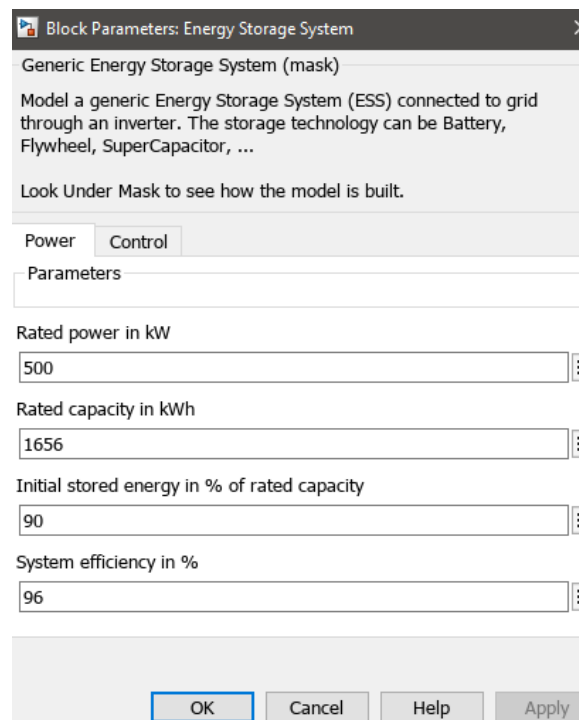 Block Parameters: Energy Storage System
Generic Energy Storage System (mask)
Model a generic Energy Storage System (ESS) connected to grid
through an inverter. The storage technology can be Battery,
Flywheel, SuperCapacitor, ...
Look Under Mask to see how the model is built.
Power Control
Parameters
Rated power in kW
500
Rated capacity in kWh
1656
Initial stored energy in % of rated capacity
90
System efficiency in %
96
OK Cancel Help Apply